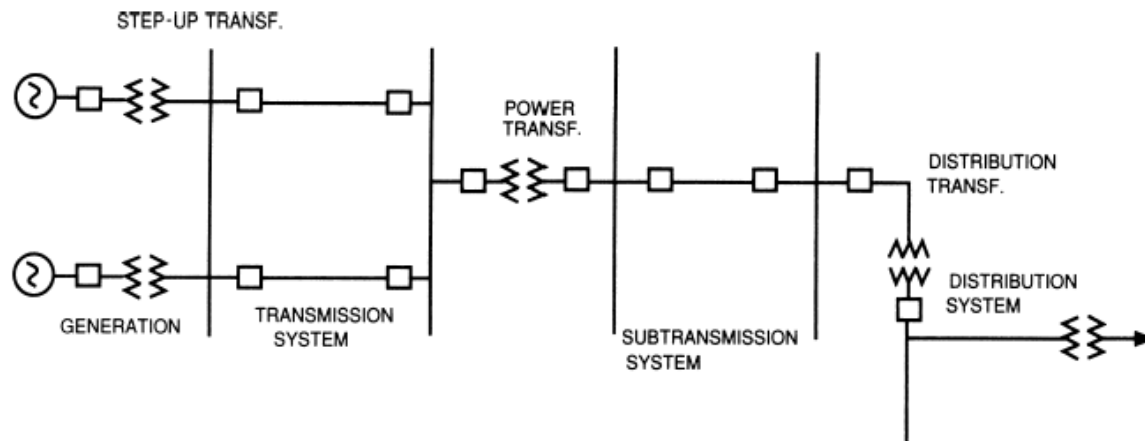 STEP-UP TRANSF.
POWER
TRANSF.
DISTRIBUTION
TRANSF.
GENERATION
TRANSMISSION
SYSTEM
SUBTRANSMISSION
SYSTEM
DISTRIBUTION
SYSTEM